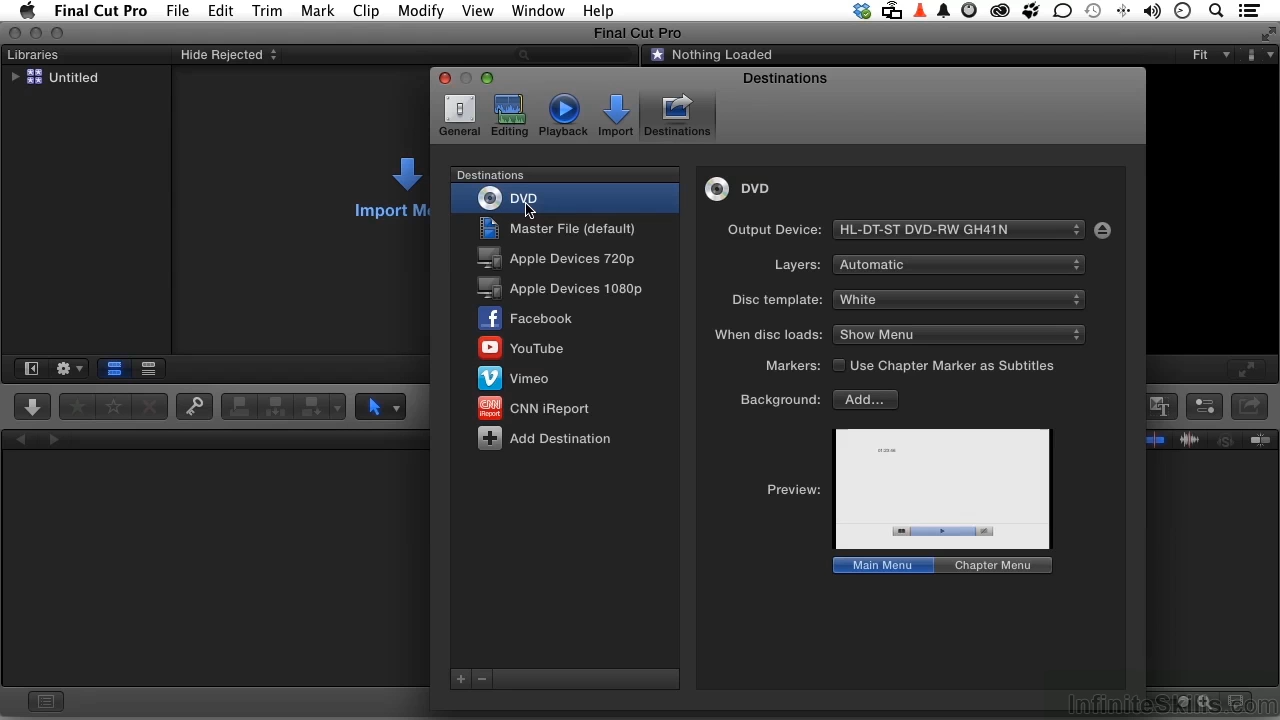 Final Cut Pro File Edit Trim Mark Clip Modify View Window Help
Final Cut Pro
Libraries Hide Rejected Nothing Loaded Fit
Untitled
Destinations
General Editing Playback Import Destinations
Import Me
Destinations
DVD
Master File (default)
Apple Devices 720p
Apple Devices 1080p
Facebook
YouTube
Vimeo
CNN iReport
Add Destination
DVD
Output Device: HL-DT-ST DVD-RW GH41N
Layers: Automatic
Disc template: White
When disc loads: Show Menu
Markers: Use Chapter Marker as Subtitles
Background: Add...
Preview:
Main Menu Chapter Menu
InfiniteSkills.com